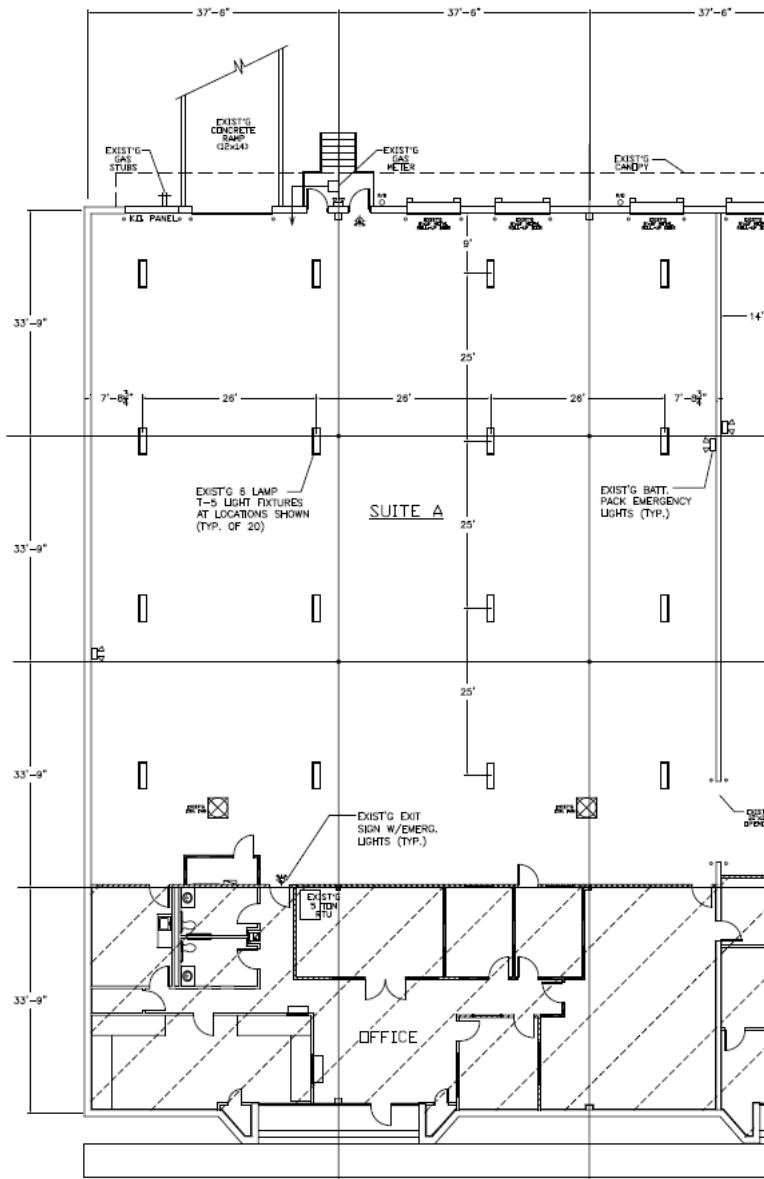 37'-6"
37'-6"
37'-6"
EXIST'G
CONCRETE
RAMP
(12x14)
EXIST'G
GAS
STUBS
EXIST'G
GAS
METER
EXIST'G
CANOPY
K.O. PANEL
9'
33'-9"
14'
25'
7'-8¾"
26'
26'
26'
7'-8¾"
EXIST'G 6 LAMP
T-5 LIGHT FIXTURES
AT LOCATIONS SHOWN
(TYP. OF 20)
SUITE A
EXIST'G BATT.
PACK EMERGENCY
LIGHTS (TYP.)
25'
33'-9"
25'
33'-9"
EXIST'G EXIT
SIGN W/EMERG.
LIGHTS (TYP.)
EXIST'G
5 TON
RTU
33'-9"
OFFICE